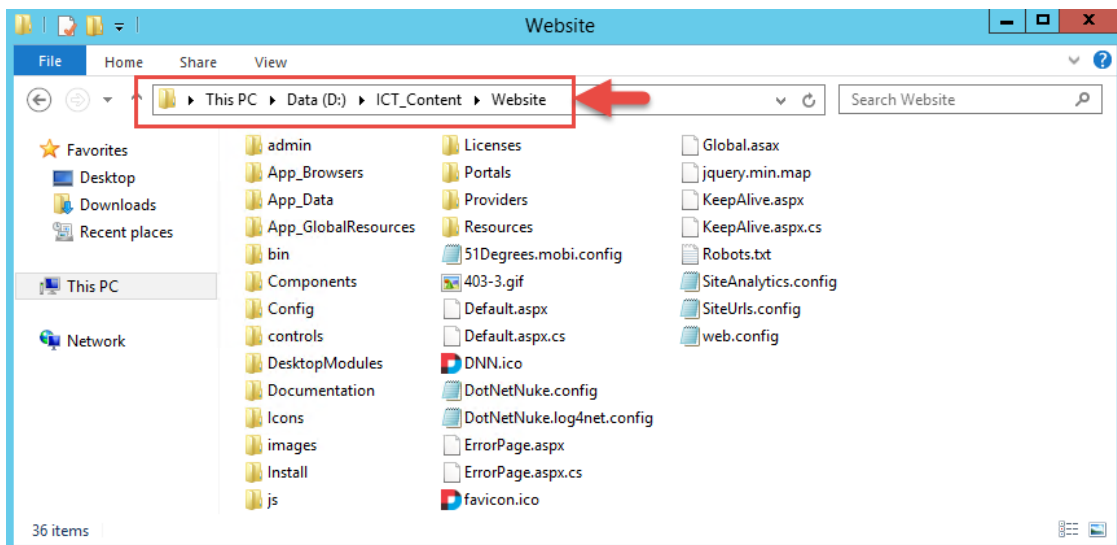 Website
File Home Share View
This PC Data (D:) ICT_Content Website
Search Website
Favorites
Desktop
Downloads
Recent places
This PC
Network
admin
App_Browsers
App_Data
App_GlobalResources
bin
Components
Config
controls
DesktopModules
Documentation
Icons
images
Install
js
Licenses
Portals
Providers
Resources
51Degrees.mobi.config
403-3.gif
Default.aspx
Default.aspx.cs
DNN.ico
DotNetNuke.config
DotNetNuke.log4net.config
ErrorPage.aspx
ErrorPage.aspx.cs
favicon.ico
Global.asax
jquery.min.map
KeepAlive.aspx
KeepAlive.aspx.cs
Robots.txt
SiteAnalytics.config
SiteUrls.config
web.config
36 items